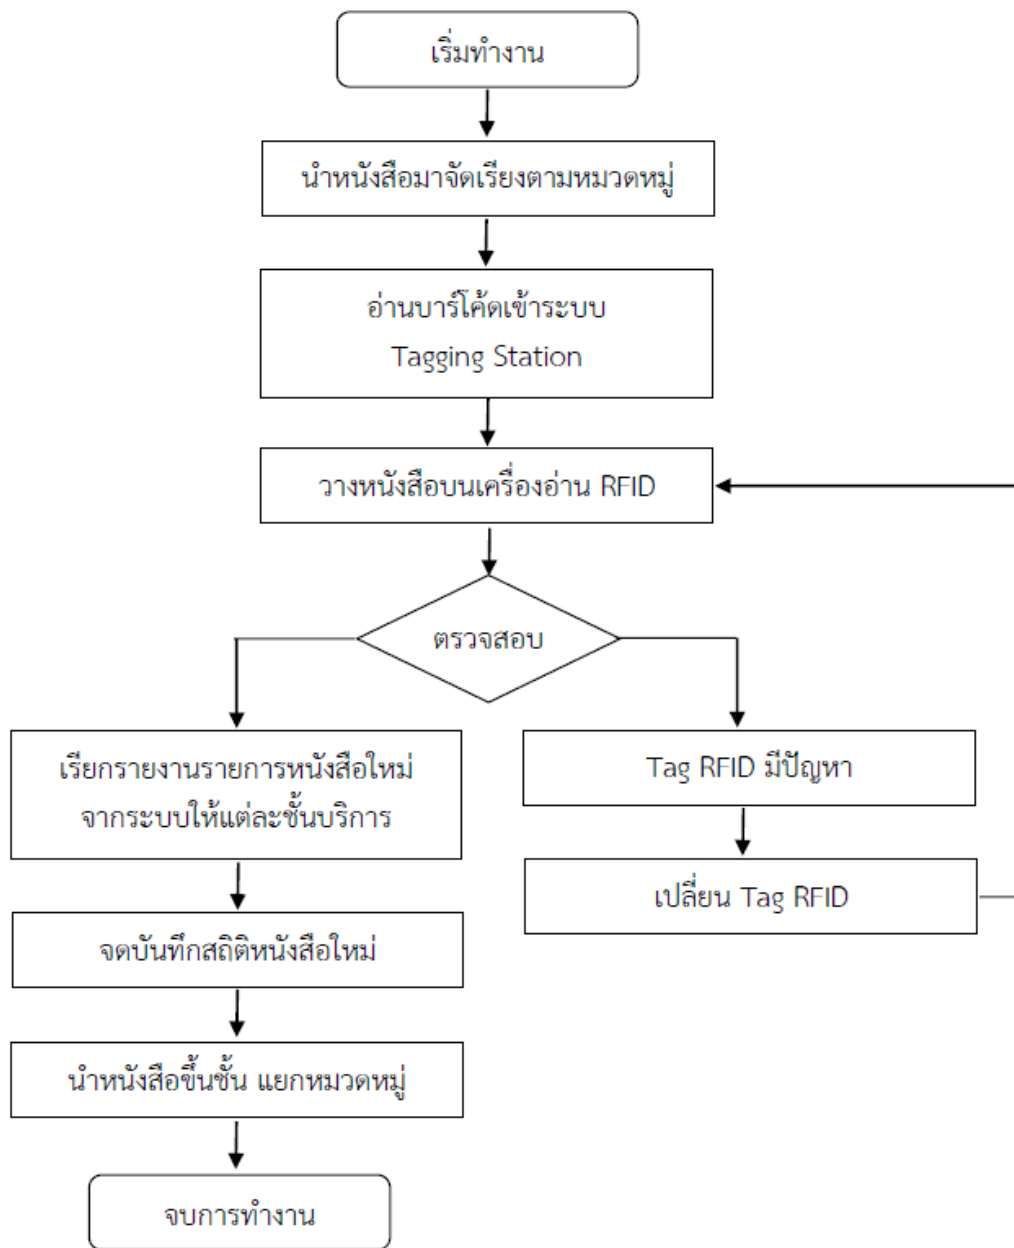 เริ่มทำงาน
นำหนังสือมาจัดเรียงตามหมวดหมู่
อ่านบาร์โค้ดเข้าระบบ
Tagging Station
วางหนังสือบนเครื่องอ่าน RFID
ตรวจสอบ
เรียกรายงานรายการหนังสือใหม่
จากระบบให้แต่ละชั้นบริการ
Tag RFID มีปัญหา
เปลี่ยน Tag RFID
จดบันทึกสถิติหนังสือใหม่
นำหนังสือขึ้นชั้น แยกหมวดหมู่
จบการทำงาน